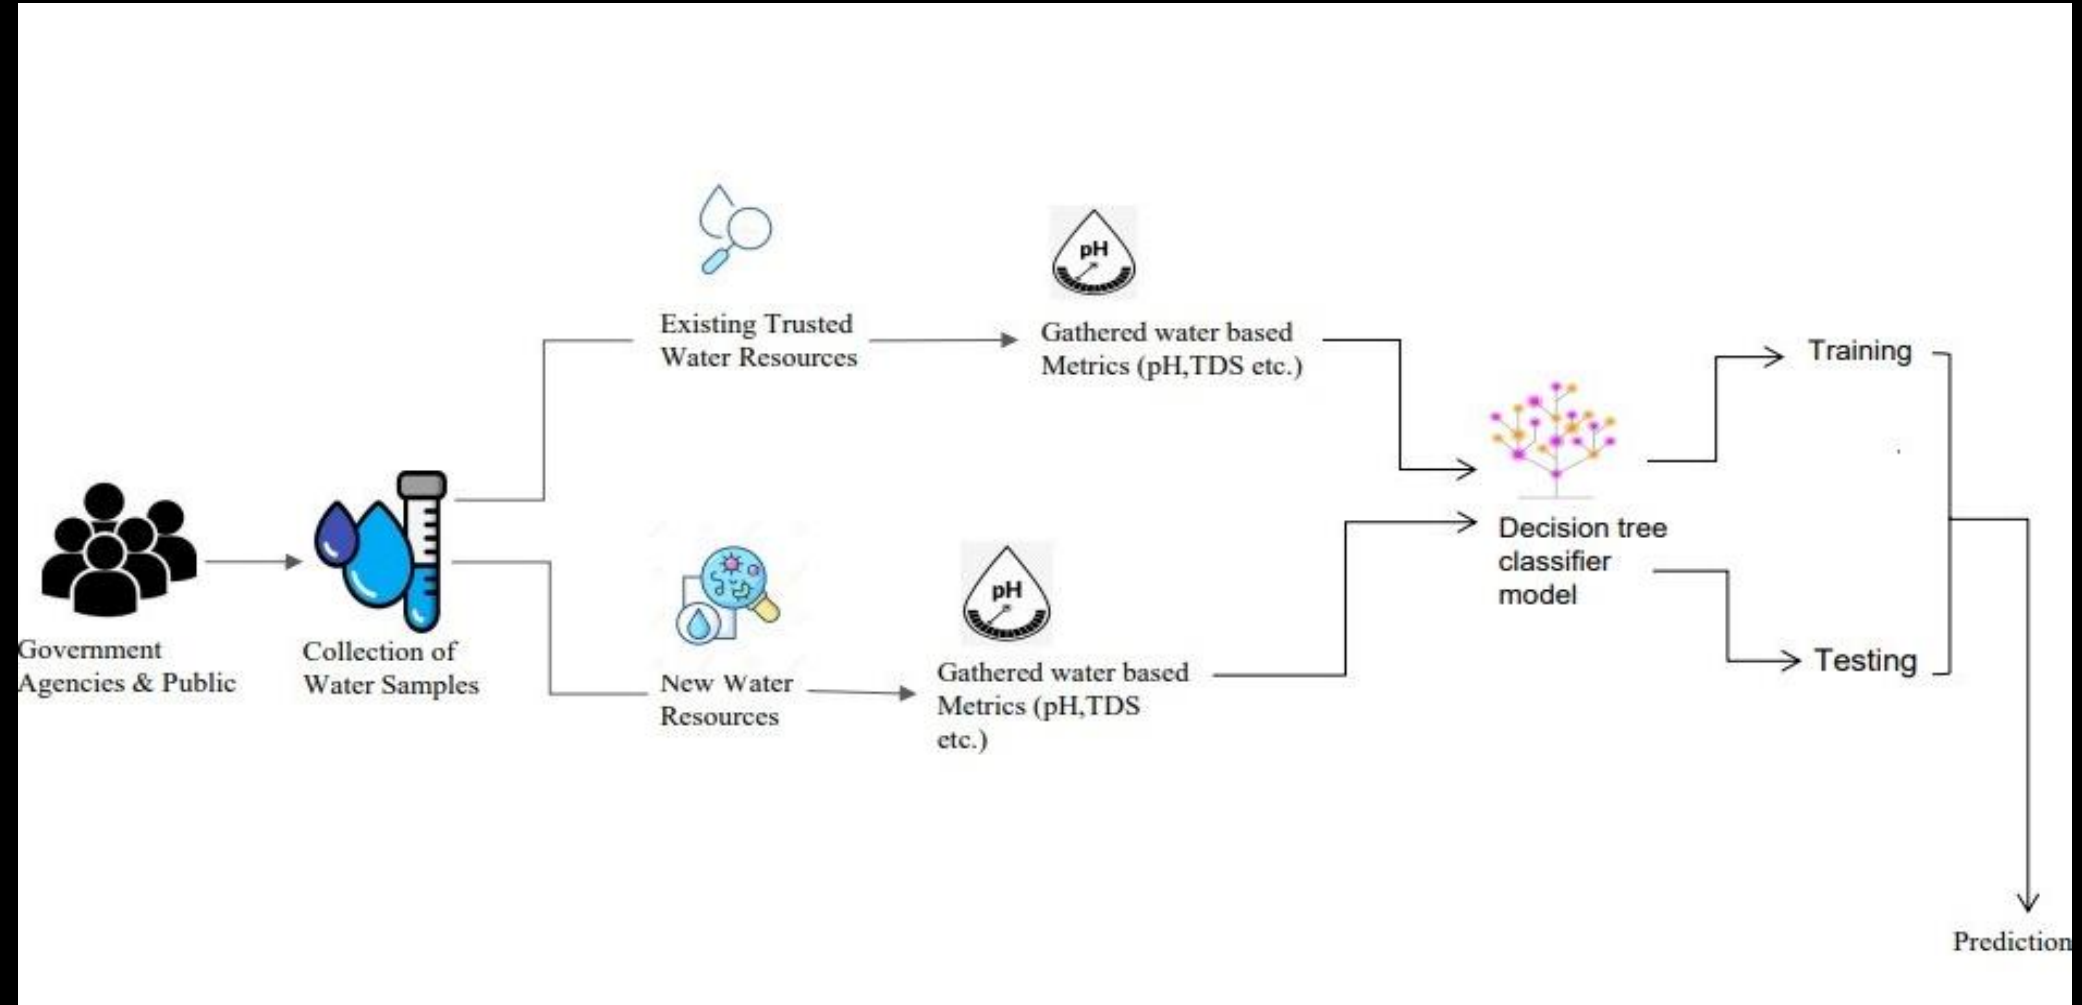 pH
Existing Trusted
Water Resources
Gathered water based
Metrics (pH,TDS etc.)
Training
Government
Agencies & Public
Collection of
Water Samples
New Water
Resources
pH
Gathered water based
Metrics (pH,TDS
etc.)
Decision tree
classifier
model
Testing
Prediction